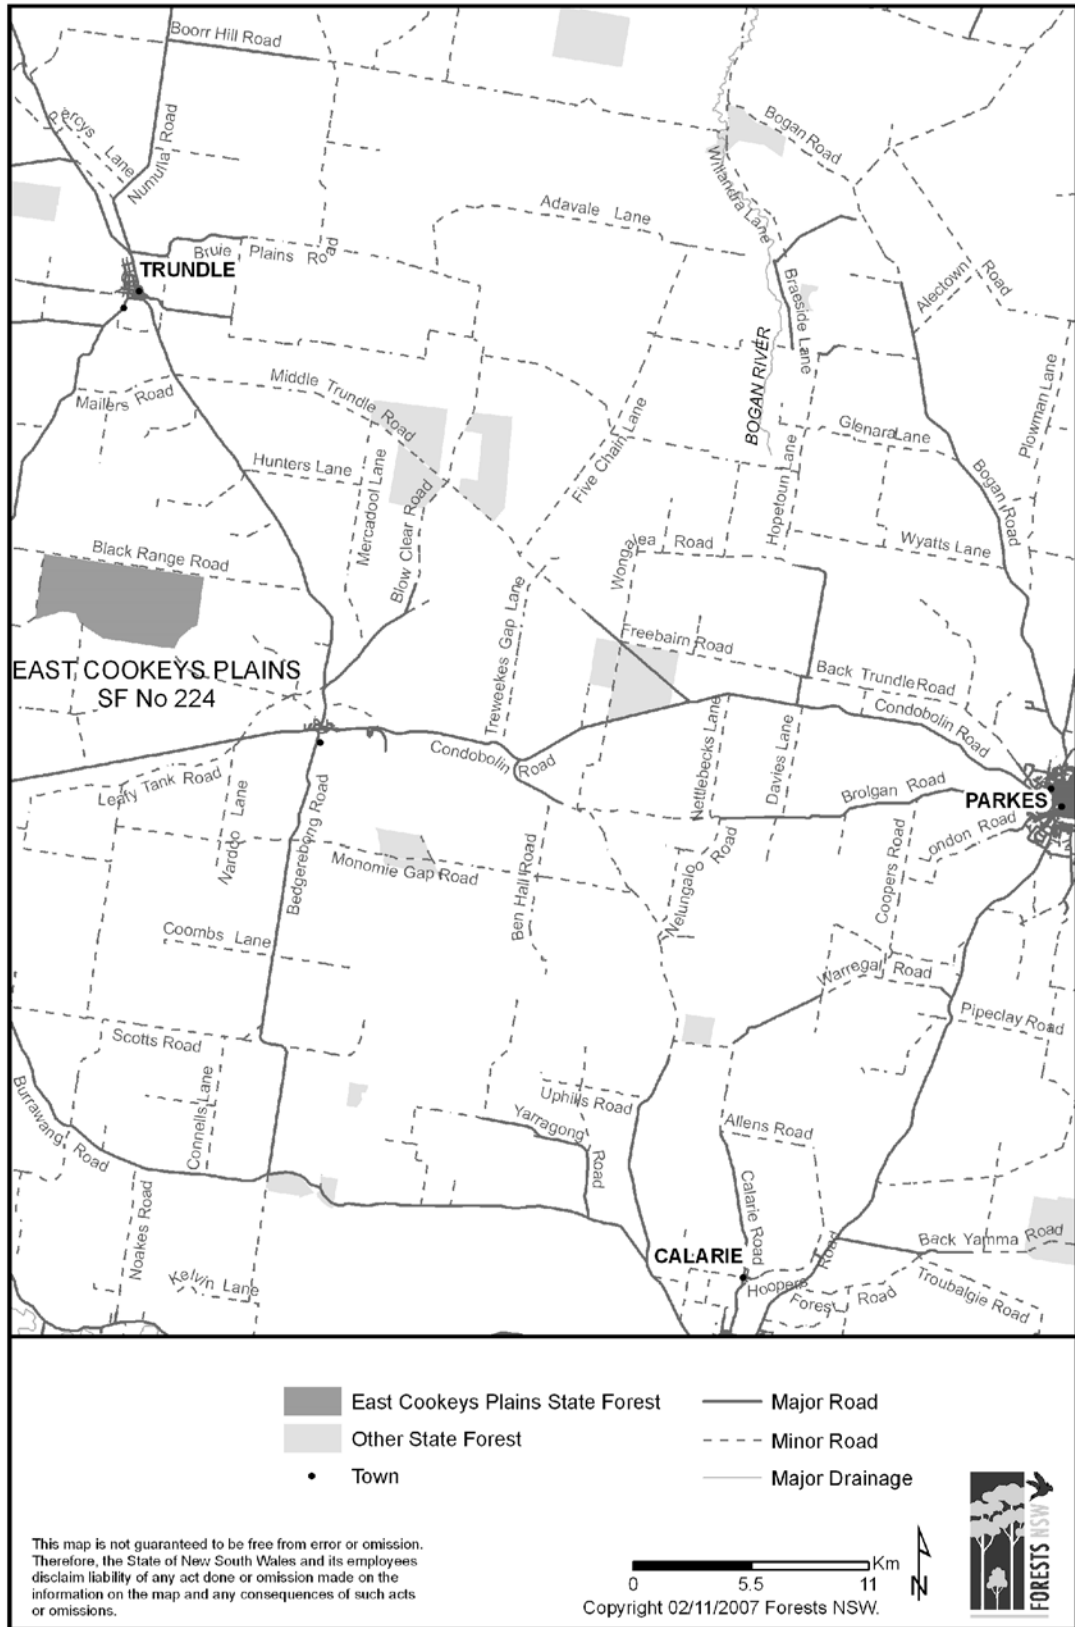 Boorr Hill Road
Percys Lane
Numulla Road
Bogan Road
Willandra Lane
Adavale Lane
Bruie Plains Road
TRUNDLE
Alectown Road
Braeside Lane
BOGAN RIVER
Plowman Lane
Middle Trundle Road
Mailers Road
Five Chain Lane
Glenara Lane
Hunters Lane
Mercadool Lane
Blow Clear Road
Hopetoun Lane
Bogan Road
Wongalea Road
Wyatts Lane
Black Range Road
Treweekes Gap Lane
Freebairn Road
EAST COOKEYS PLAINS
SF No 224
Back Trundle Road
Condobolin Road
Nettlebecks Lane
Davies Lane
Condobolin Road
Leafy Tank Road
Nardoo Lane
Bedgerebong Road
Brolgan Road
PARKES
London Road
Monomie Gap Road
Ben Hall Road
Nelungaloo Road
Coopers Road
Coombs Lane
Warregal Road
Pipeclay Road
Scotts Road
Connells Lane
Burrawang Road
Uphills Road
Yarragong Road
Allens Road
Calarie Road
Noakes Road
Kelvin Lane
CALARIE
Hoopers Road
Back Yamma Road
Forest Road
Troubalgie Road
East Cookeys Plains State Forest
Other State Forest
Town
Major Road
Minor Road
Major Drainage
This map is not guaranteed to be free from error or omission.
Therefore, the State of New South Wales and its employees
disclaim liability of any act done or omission made on the
information on the map and any consequences of such acts
or omissions.
Km
0 5.5 11
N
Copyright 02/11/2007 Forests NSW.
FORESTS NSW